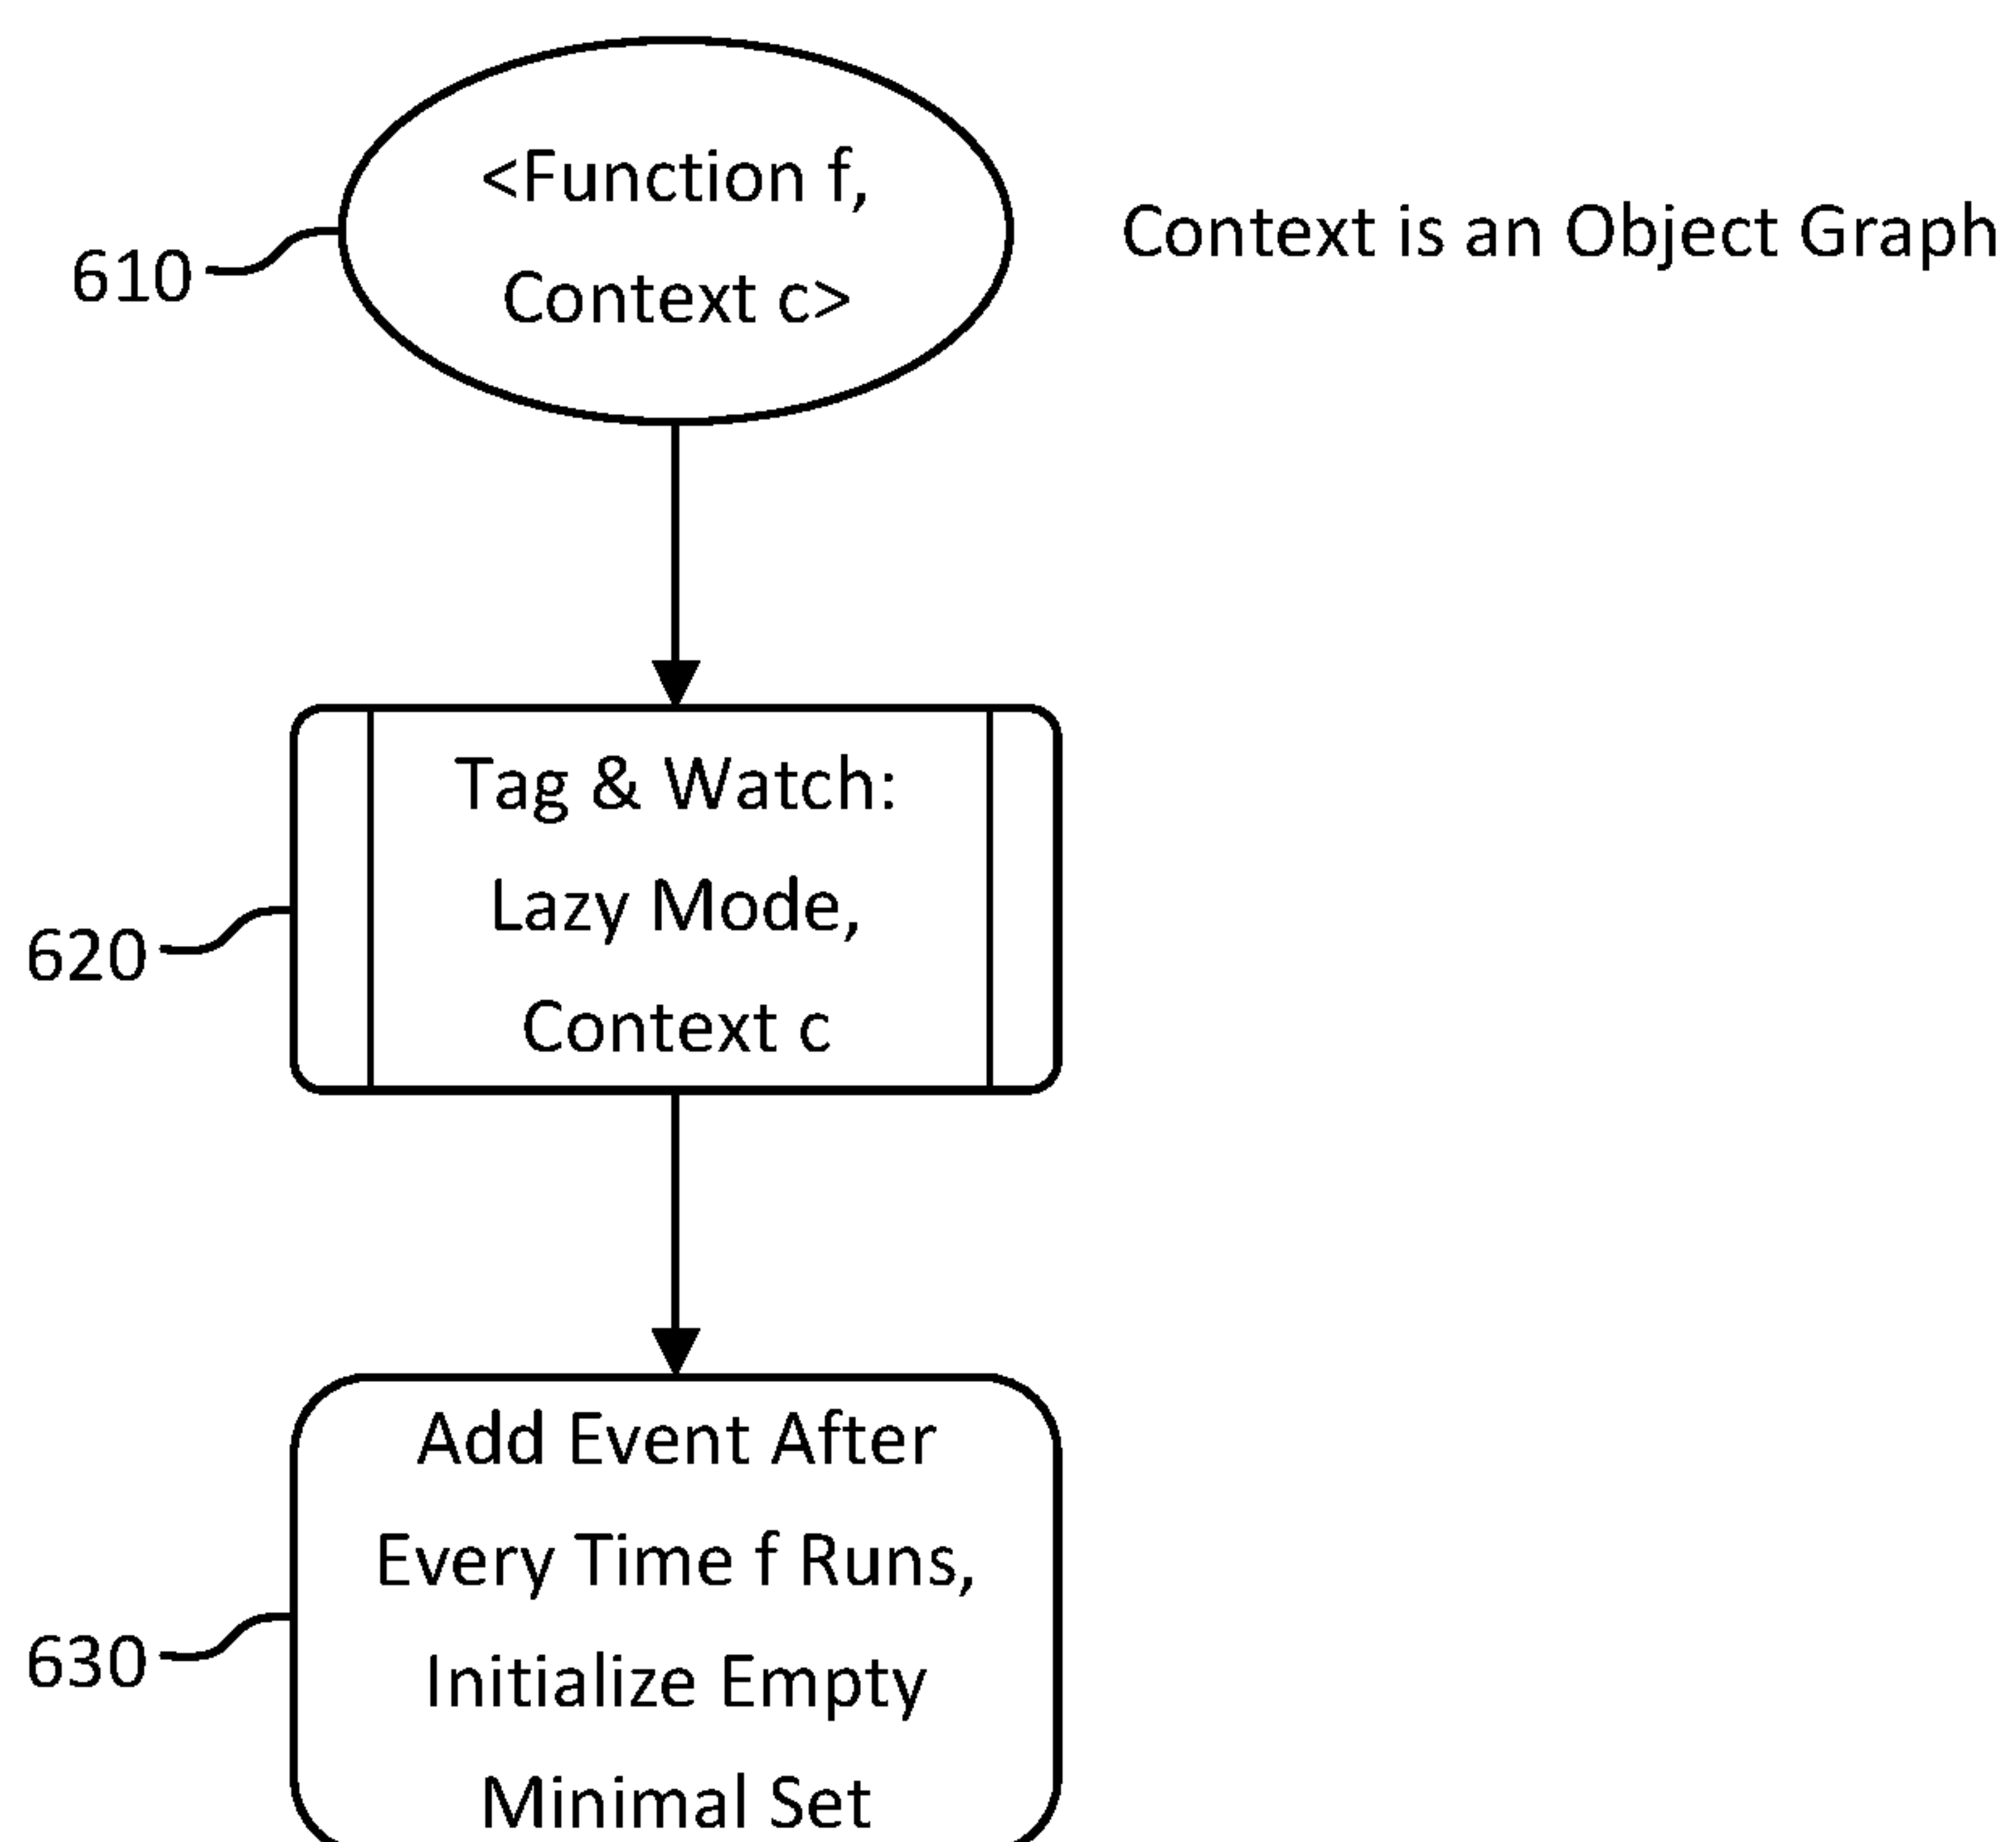 <Function f,
Context c>
610
Context is an Object Graph
Tag & Watch:
Lazy Mode,
Context c
620
Add Event After
Every Time f Runs,
Initialize Empty
Minimal Set
630